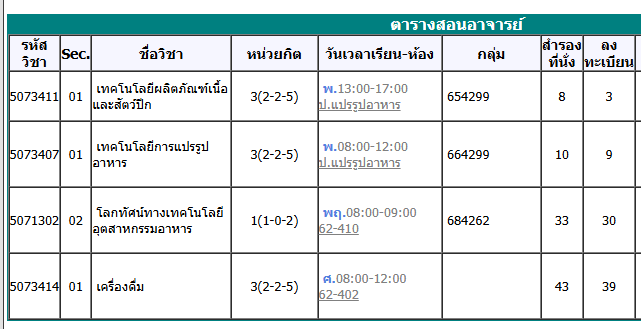 ตารางสอนอาจารย์
รหัสวิชา Sec. ชื่อวิชา หน่วยกิต วันเวลาเรียน-ห้อง กลุ่ม สำรองที่นั่ง ลงทะเบียน
5073411 01 เทคโนโลยีผลิตภัณฑ์เนื้อ 3(2-2-5) พ.13:00-17:00 654299 8 3
และสัตว์ปีก ป.แปรรูปอาหาร
5073407 01 เทคโนโลยีการแปรรูป 3(2-2-5) พ.08:00-12:00 664299 10 9
อาหาร ป.แปรรูปอาหาร
5071302 02 โลกทัศน์ทางเทคโนโลยี 1(1-0-2) พฤ.08:00-09:00 684262 33 30
อุตสาหกรรมอาหาร 62-410
5073414 01 เครื่องดื่ม 3(2-2-5) ศ.08:00-12:00 43 39
62-402